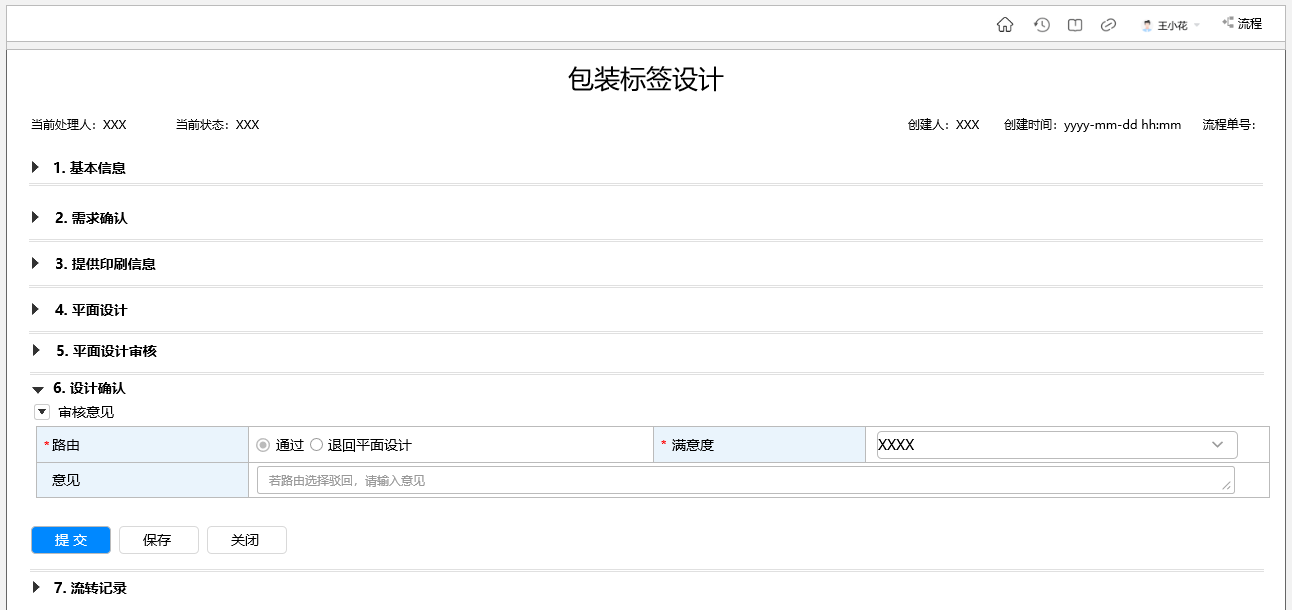 王小花 流程
包装标签设计
当前处理人：XXX 当前状态：XXX 创建人：XXX 创建时间：yyyy-mm-dd hh:mm 流程单号：
1. 基本信息
2. 需求确认
3. 提供印刷信息
4. 平面设计
5. 平面设计审核
6. 设计确认
审核意见
*路由 通过 退回平面设计 * 满意度 XXXX
意见 若路由选择驳回，请输入意见
提 交 保存 关闭
7. 流转记录